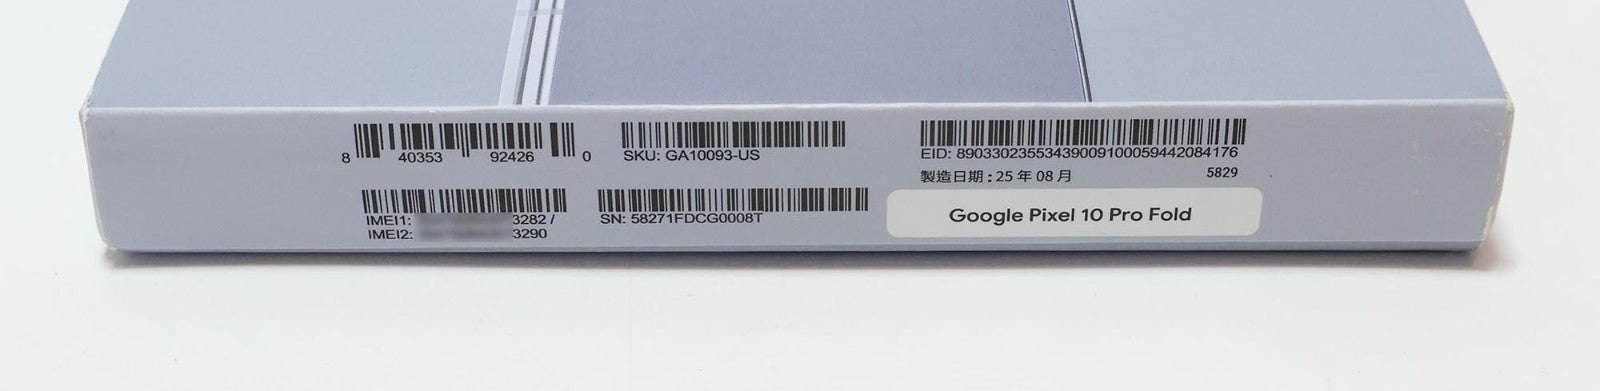 8 40353 92426 0
SKU: GA10093-US
EID: 89033023553439009100059442084176
製造日期 : 25 年 08 月 5829
IMEI1: 3282 /
IMEI2: 3290
SN: 58271FDCG0008T
Google Pixel 10 Pro Fold